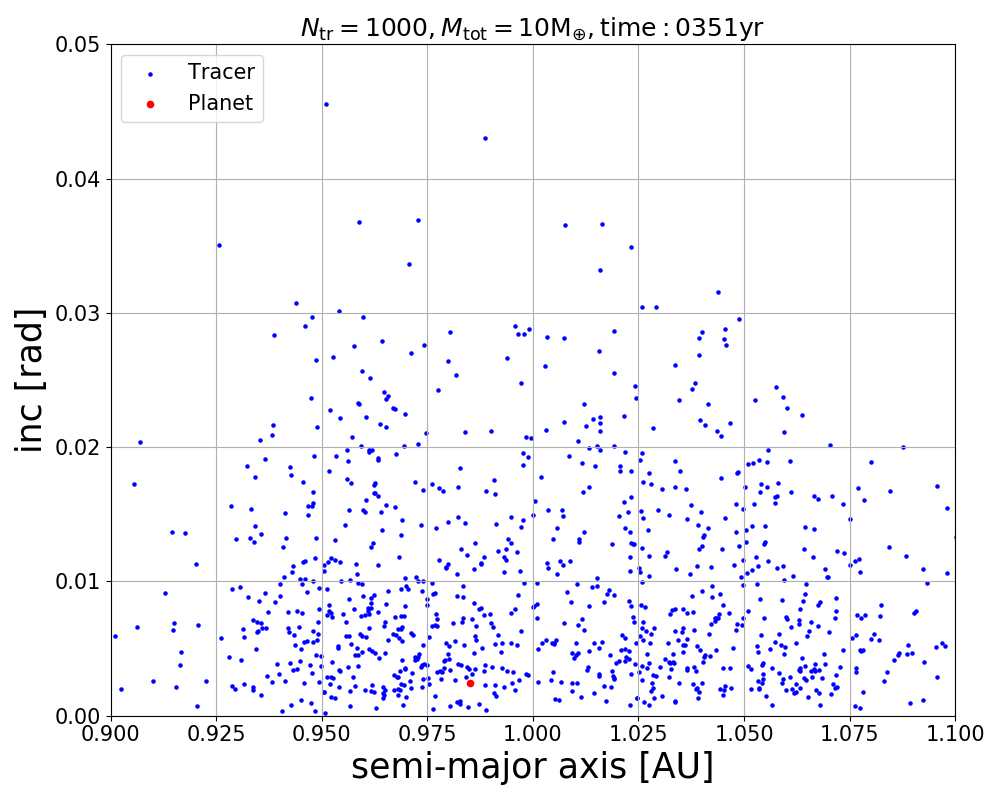 N_tr = 1000, M_tot = 10M_⊕, time : 0351yr
Tracer
Planet
0.05
0.04
0.03
0.02
0.01
0.00
inc [rad]
0.900 0.925 0.950 0.975 1.000 1.025 1.050 1.075 1.100
semi-major axis [AU]